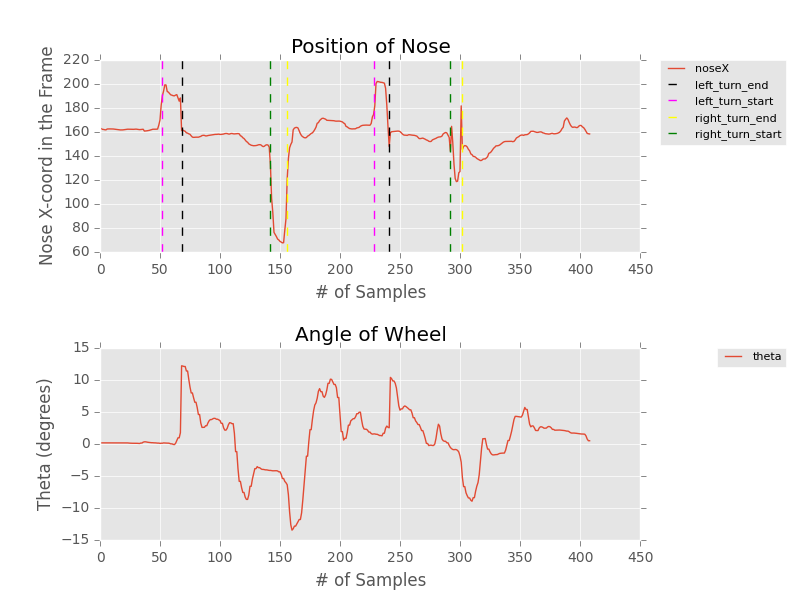 Position of Nose
Nose X-coord in the Frame
220
200
180
160
140
120
100
80
60
0 50 100 150 200 250 300 350 400 450
# of Samples
noseX
left_turn_end
left_turn_start
right_turn_end
right_turn_start
Angle of Wheel
Theta (degrees)
15
10
5
0
−5
−10
−15
0 50 100 150 200 250 300 350 400 450
# of Samples
theta